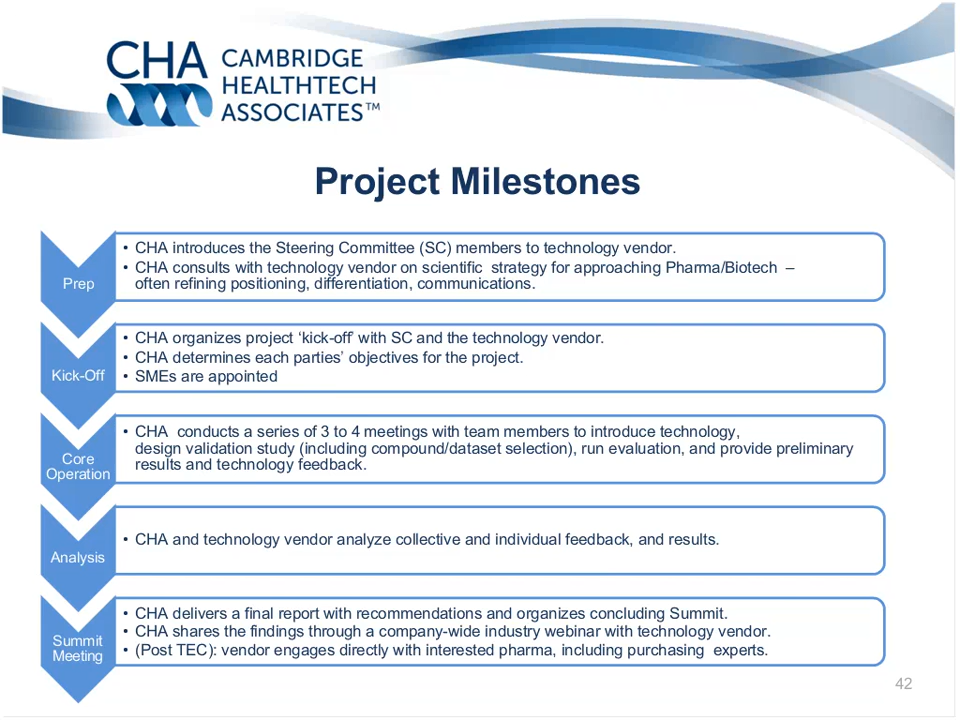 CHA CAMBRIDGE
HEALTHTECH
ASSOCIATES™
Project Milestones
Prep
• CHA introduces the Steering Committee (SC) members to technology vendor.
• CHA consults with technology vendor on scientific strategy for approaching Pharma/Biotech –
often refining positioning, differentiation, communications.
Kick-Off
• CHA organizes project ‘kick-off’ with SC and the technology vendor.
• CHA determines each parties’ objectives for the project.
• SMEs are appointed
Core
Operation
• CHA conducts a series of 3 to 4 meetings with team members to introduce technology,
design validation study (including compound/dataset selection), run evaluation, and provide preliminary
results and technology feedback.
Analysis
• CHA and technology vendor analyze collective and individual feedback, and results.
Summit
Meeting
• CHA delivers a final report with recommendations and organizes concluding Summit.
• CHA shares the findings through a company-wide industry webinar with technology vendor.
• (Post TEC): vendor engages directly with interested pharma, including purchasing experts.
42